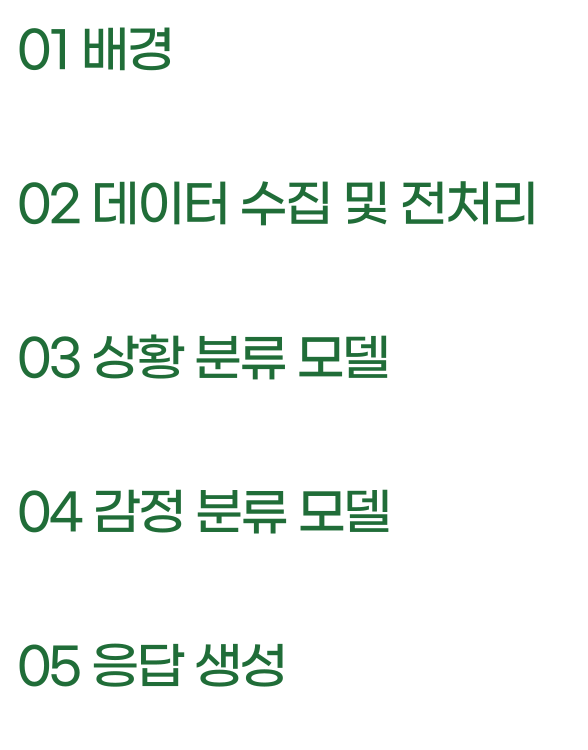 01 배경
02 데이터 수집 및 전처리
03 상황 분류 모델
04 감정 분류 모델
05 응답 생성